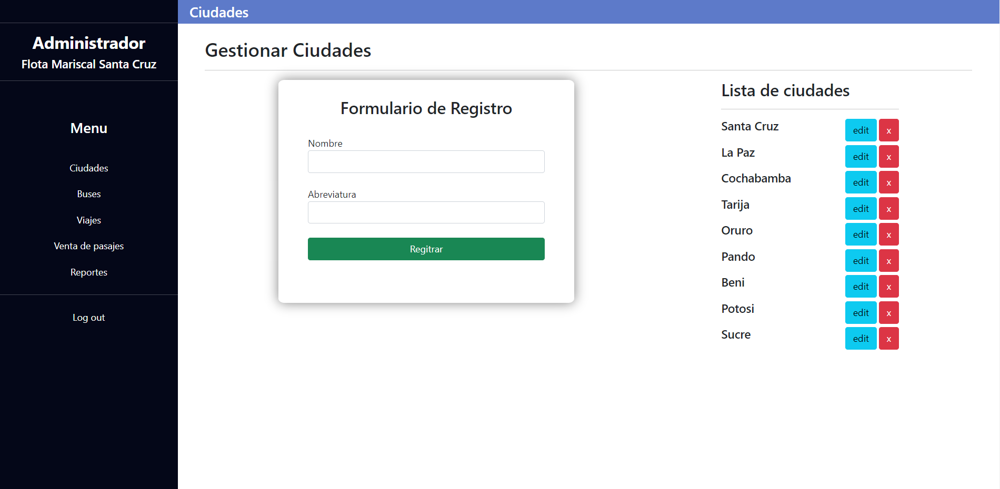 Ciudades
Administrador
Flota Mariscal Santa Cruz
Menu
Ciudades
Buses
Viajes
Venta de pasajes
Reportes
Log out
Gestionar Ciudades
Formulario de Registro
Nombre
Abreviatura
Regitrar
Lista de ciudades
Santa Cruz edit x
La Paz edit x
Cochabamba edit x
Tarija edit x
Oruro edit x
Pando edit x
Beni edit x
Potosi edit x
Sucre edit x